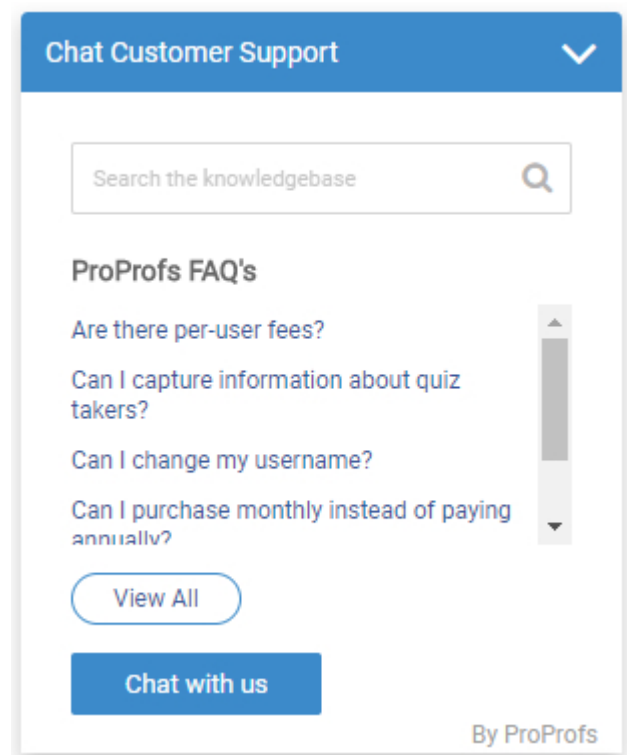 Chat Customer Support
Search the knowledgebase
ProProfs FAQ's
Are there per-user fees?
Can I capture information about quiz
takers?
Can I change my username?
Can I purchase monthly instead of paying
annually?
View All
Chat with us
By ProProfs